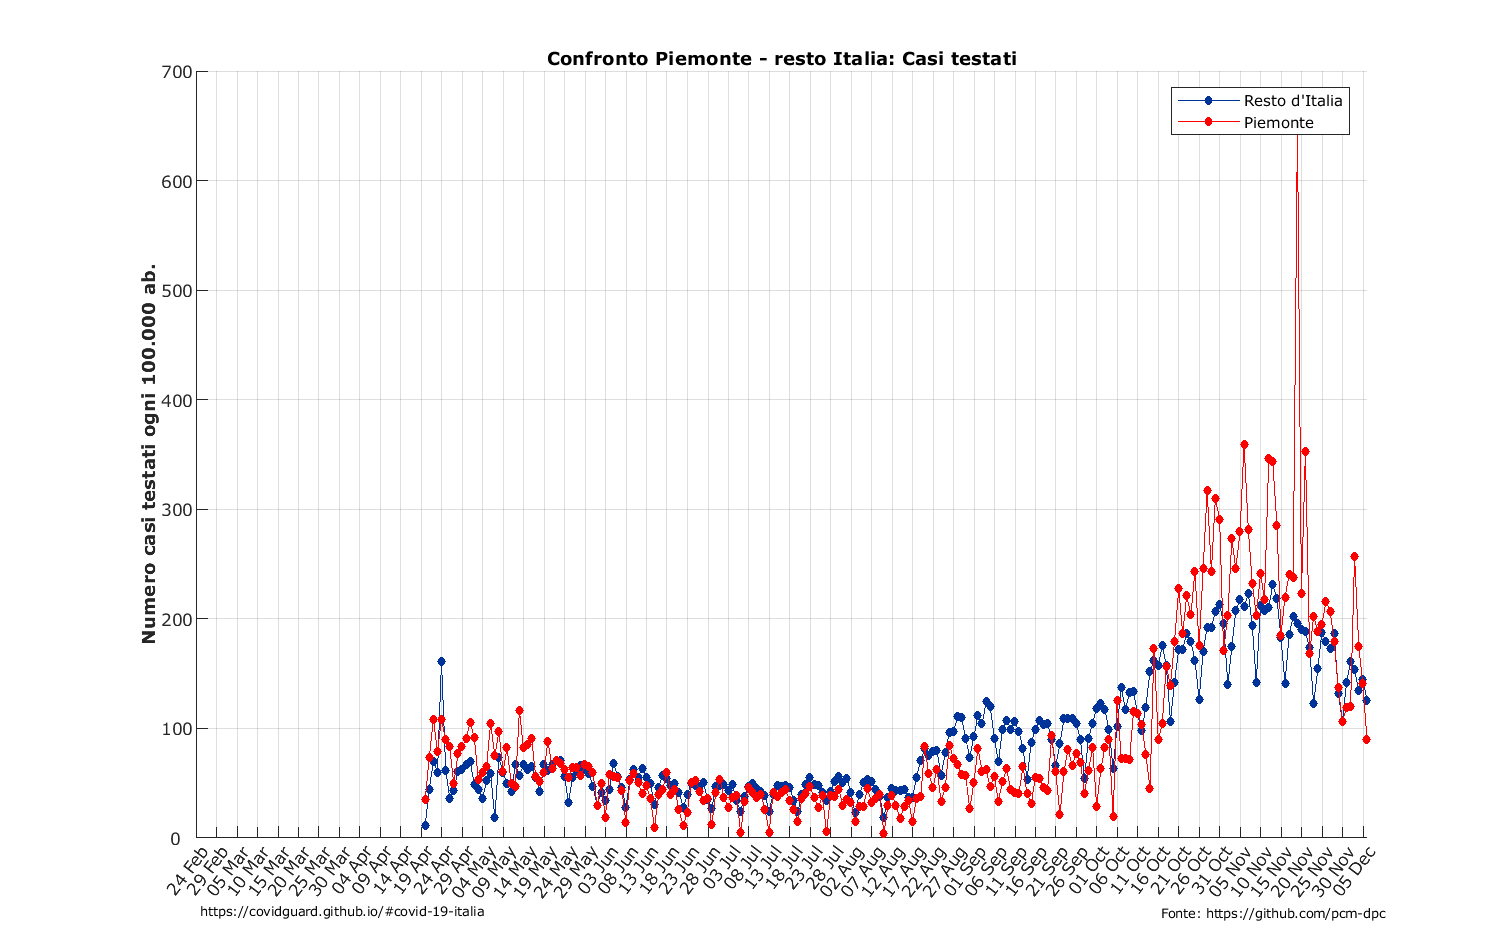 Confronto Piemonte - resto Italia: Casi testati
Resto d'Italia
Piemonte
Numero casi testati ogni 100.000 ab.
700
600
500
400
300
200
100
0
24 Feb
29 Feb
05 Mar
10 Mar
15 Mar
20 Mar
25 Mar
30 Mar
04 Apr
09 Apr
14 Apr
19 Apr
24 Apr
29 Apr
04 May
09 May
14 May
19 May
24 May
29 May
03 Jun
08 Jun
13 Jun
18 Jun
23 Jun
28 Jun
03 Jul
08 Jul
13 Jul
18 Jul
23 Jul
28 Jul
02 Aug
07 Aug
12 Aug
17 Aug
22 Aug
27 Aug
01 Sep
06 Sep
11 Sep
16 Sep
21 Sep
26 Sep
01 Oct
06 Oct
11 Oct
16 Oct
21 Oct
26 Oct
31 Oct
05 Nov
10 Nov
15 Nov
20 Nov
25 Nov
30 Nov
05 Dec
https://covidguard.github.io/#covid-19-italia
Fonte: https://github.com/pcm-dpc